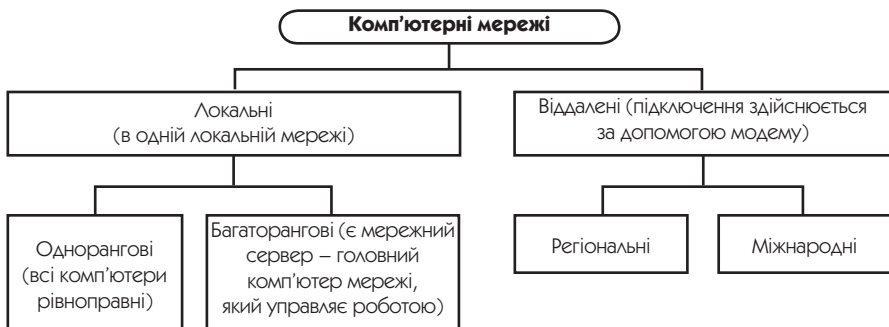 Комп’ютерні мережі
Локальні
(в одній локальній мережі)
Віддалені (підключення здійснюється
за допомогою модему)
Однорангові
(всі комп’ютери
рівноправні)
Багаторангові (є мережний
сервер – головний
комп’ютер мережі,
який управляє роботою)
Регіональні
Міжнародні